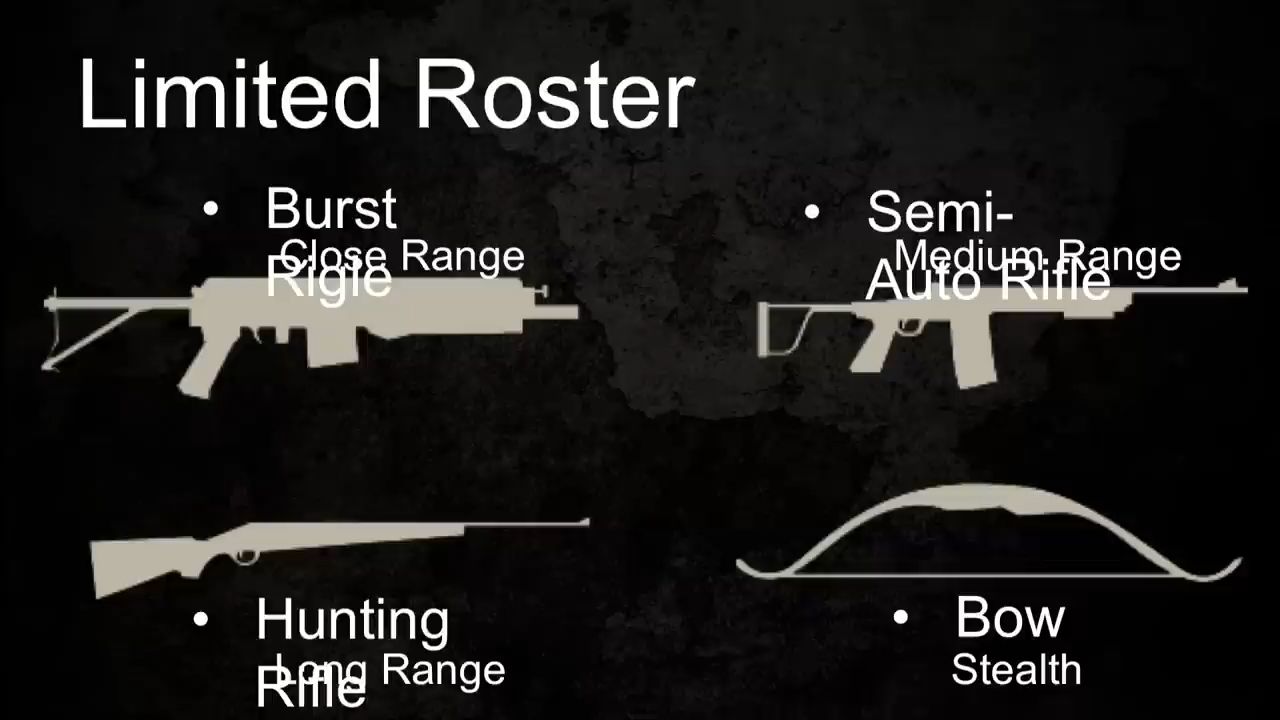 Limited Roster
• Burst
Rigle
Close Range
• Semi-
Auto Rifle
Medium Range
• Hunting
Rifle
Long Range
• Bow
Stealth